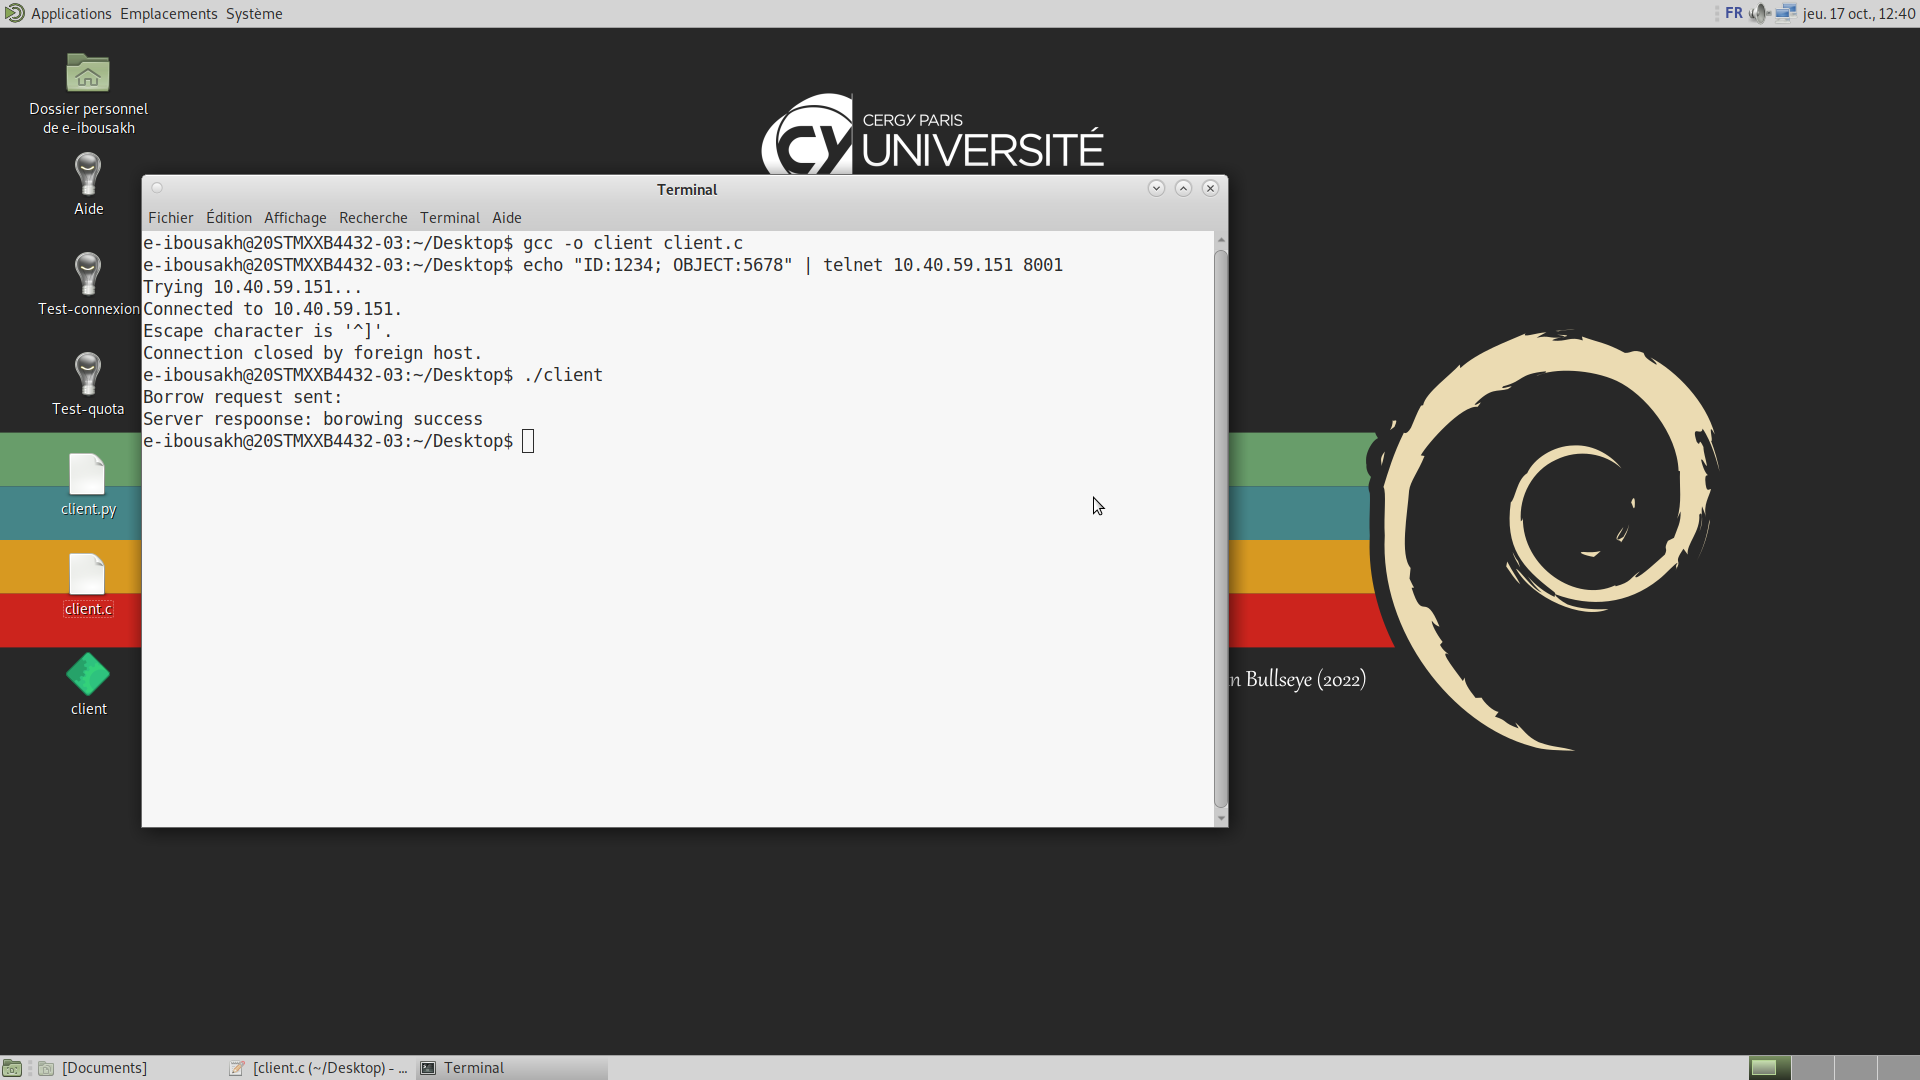 Applications Emplacements Système
FR jeu. 17 oct., 12:40
Dossier personnel
de e-ibousakh
Aide
Test-connexion
Test-quota
client.py
client.c
client
CY
CERGY PARIS
UNIVERSITÉ
Terminal
Fichier Édition Affichage Recherche Terminal Aide
e-ibousakh@20STMXXB4432-03:~/Desktop$ gcc -o client client.c
e-ibousakh@20STMXXB4432-03:~/Desktop$ echo "ID:1234; OBJECT:5678" | telnet 10.40.59.151 8001
Trying 10.40.59.151...
Connected to 10.40.59.151.
Escape character is '^]'.
Connection closed by foreign host.
e-ibousakh@20STMXXB4432-03:~/Desktop$ ./client
Borrow request sent:
Server respoonse: borowing success
e-ibousakh@20STMXXB4432-03:~/Desktop$
n Bullseye (2022)
[Documents]
[client.c (~/Desktop) - ...
Terminal